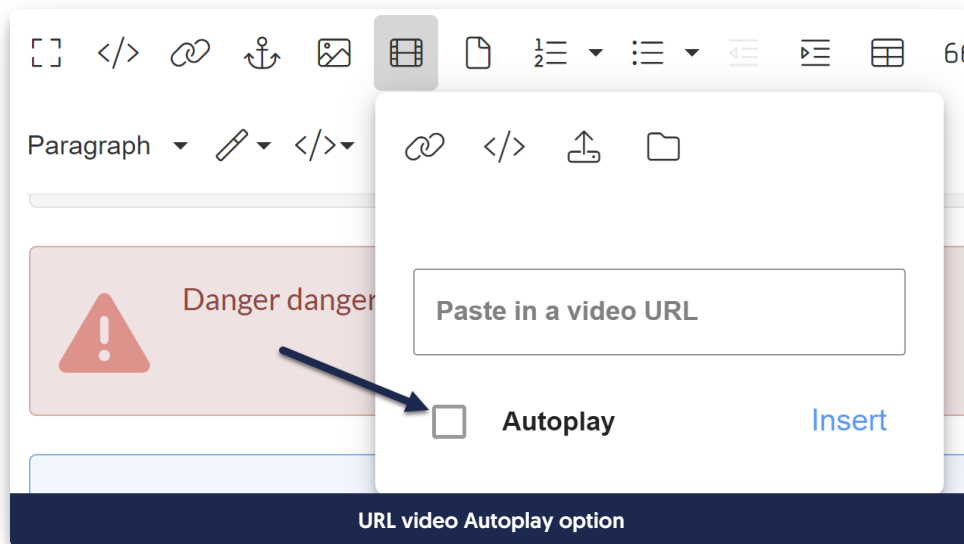 Paragraph
Danger danger
Paste in a video URL
Autoplay
Insert
URL video Autoplay option